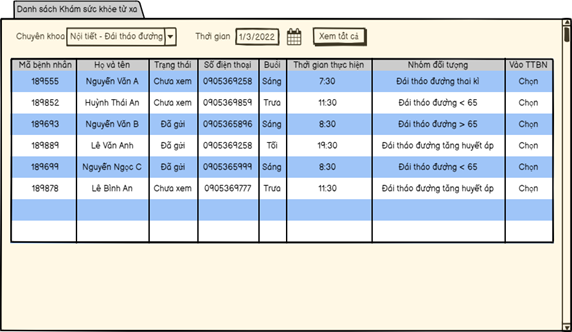 Danh sách Khám sức khỏe từ xa
Chuyên khoa Nội tiết - Đái tháo đường Thời gian 1/3/2022 Xem tất cả
Mã bệnh nhân Họ và tên Trạng thái Số điện thoại Buổi Thời gian thực hiện Nhóm đối tượng Vào TTBN
189555 Nguyễn Văn A Chưa xem 0905369258 Sáng 7:30 Đái tháo đường thai kì Chọn
189852 Huỳnh Thái An Chưa xem 0905369859 Trưa 11:30 Đái tháo đường < 65 Chọn
189693 Nguyễn Văn B Đã gửi 0905365896 Sáng 8:30 Đái tháo đường > 65 Chọn
189889 Lê Văn Anh Đã gửi 0905369258 Tối 19:30 Đái tháo đường tăng huyết áp Chọn
189699 Nguyễn Ngọc C Đã gửi 0905365999 Sáng 8:30 Đái tháo đường < 65 Chọn
189878 Lê Bình An Chưa xem 0905369777 Trưa 11:30 Đái tháo đường tăng huyết áp Chọn